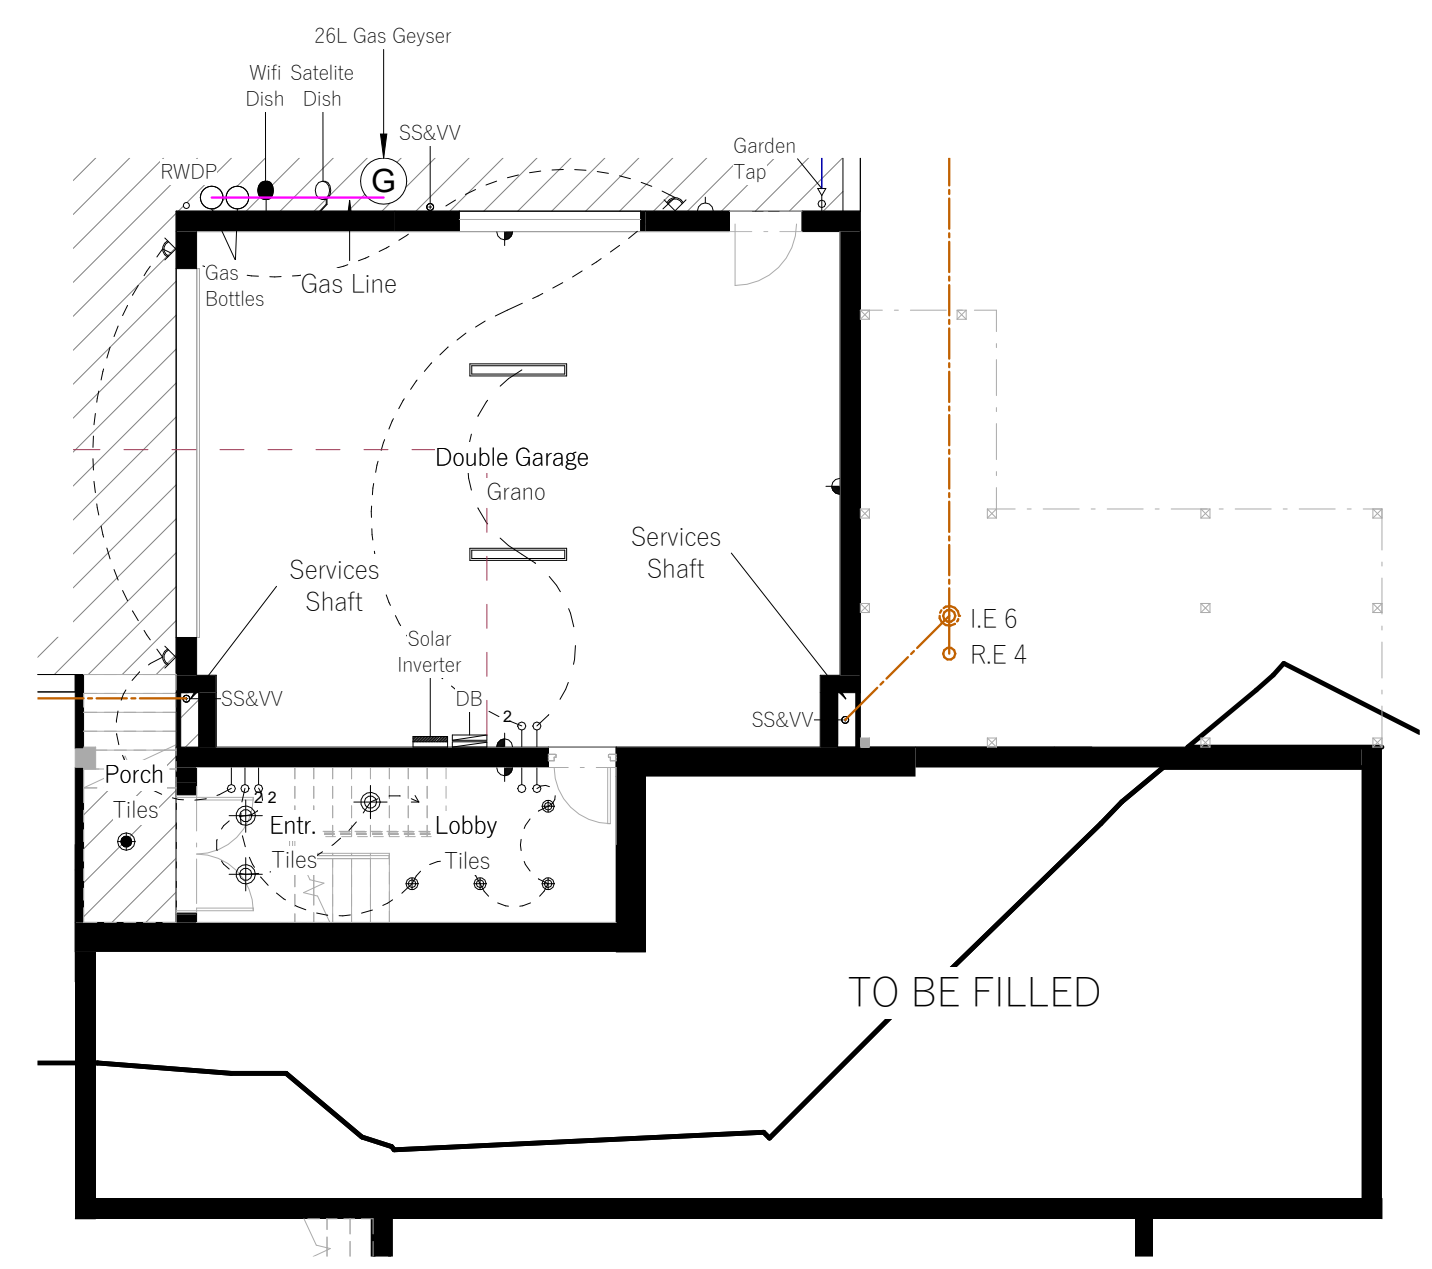 26L Gas Geyser
Wifi Satelite
Dish Dish
SS&VV
Garden
Tap
RWDP
G
Gas
Bottles
Gas Line
Double Garage
Grano
Services
Shaft
Services
Shaft
I.E 6
R.E 4
Solar
Inverter
DB
SS&VV
2
SS&VV
Porch
Tiles
2 2
Entr.
Tiles
Lobby
Tiles
TO BE FILLED